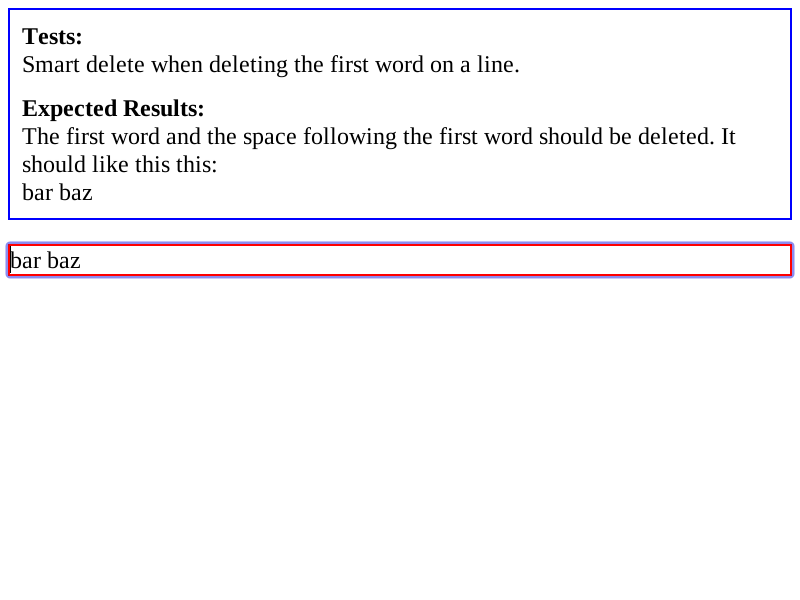 Tests:
Smart delete when deleting the first word on a line.
Expected Results:
The first word and the space following the first word should be deleted. It
should like this this:
bar baz
bar baz